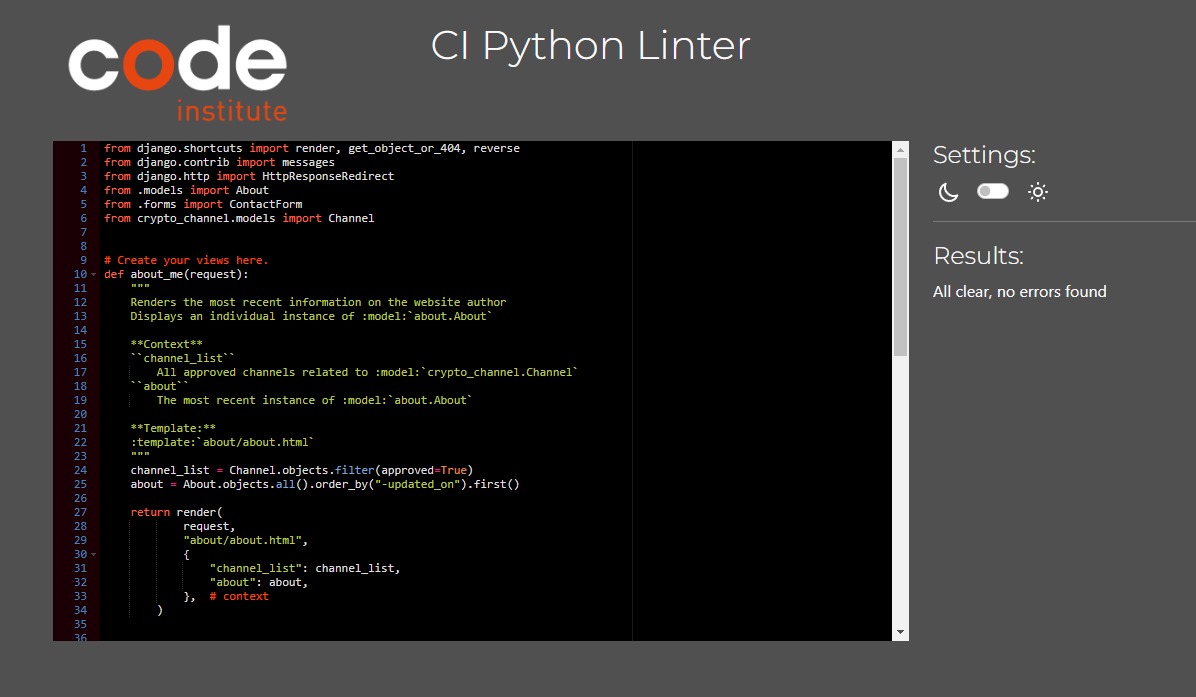 code
institute
CI Python Linter
1 from django.shortcuts import render, get_object_or_404, reverse
2 from django.contrib import messages
3 from django.http import HttpResponseRedirect
4 from .models import About
5 from .forms import ContactForm
6 from crypto_channel.models import Channel
7
8
9 # Create your views here.
10 def about_me(request):
11     """
12     Renders the most recent information on the website author
13     Displays an individual instance of :model:`about.About`
14
15     **Context**
16     ``channel_list``
17         All approved channels related to :model:`crypto_channel.Channel`
18     ``about``
19         The most recent instance of :model:`about.About`
20
21     **Template:**
22     :template:`about/about.html`
23     """
24     channel_list = Channel.objects.filter(approved=True)
25     about = About.objects.all().order_by("-updated_on").first()
26
27     return render(
28             request,
29             "about/about.html",
30             {
31                 "channel_list": channel_list,
32                 "about": about,
33             },  # context
34         )
35
36
Settings:
Results:
All clear, no errors found